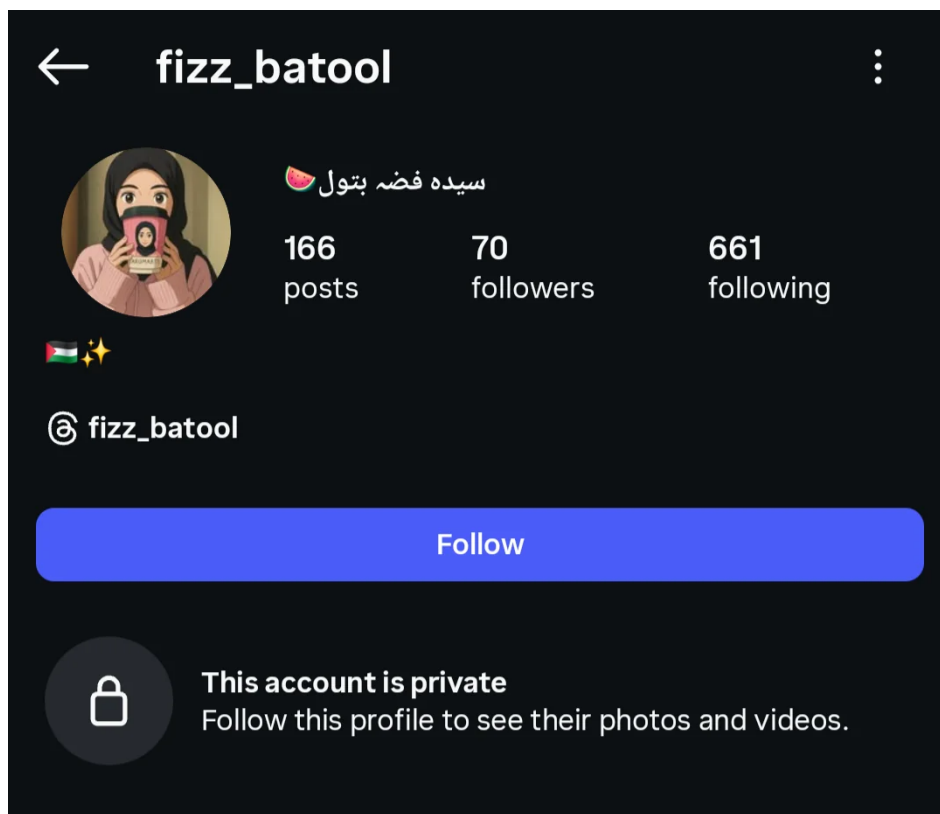 fizz_batool
سیدہ فضہ بتول🍉
166 70 661
posts followers following
🇵🇸✨
fizz_batool
Follow
This account is private
Follow this profile to see their photos and videos.